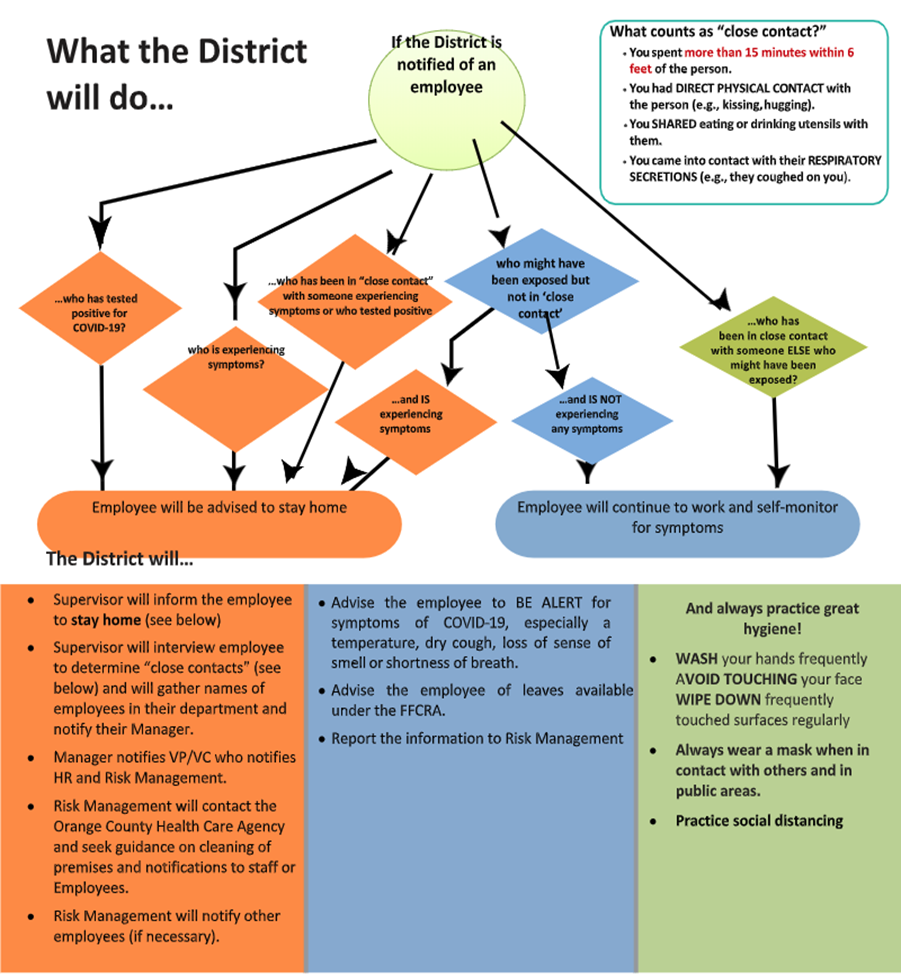 What the District
will do...
If the District is
notified of an
employee
What counts as “close contact?”
• You spent more than 15 minutes within 6
feet of the person.
• You had DIRECT PHYSICAL CONTACT with
the person (e.g., kissing,hugging).
• You SHARED eating or drinking utensils with
them.
• You came into contact with their RESPIRATORY
SECRETIONS (e.g., they coughed on you).
...who has tested
positive for
COVID-19?
who is experiencing
symptoms?
...who has been in “close contact”
with someone experiencing
symptoms or who tested positive
who might have
been exposed but
not in ‘close
contact’
...who has
been in close contact
with someone ELSE who
might have been
exposed?
...and IS
experiencing
symptoms
...and IS NOT
experiencing
any symptoms
Employee will be advised to stay home
Employee will continue to work and self-monitor
for symptoms
The District will...
• Supervisor will inform the employee
to stay home (see below)
• Supervisor will interview employee
to determine “close contacts” (see
below) and will gather names of
employees in their department and
notify their Manager.
• Manager notifies VP/VC who notifies
HR and Risk Management.
• Risk Management will contact the
Orange County Health Care Agency
and seek guidance on cleaning of
premises and notifications to staff or
Employees.
• Risk Management will notify other
employees (if necessary).
• Advise the employee to BE ALERT for
symptoms of COVID-19, especially a
temperature, dry cough, loss of sense of
smell or shortness of breath.
• Advise the employee of leaves available
under the FFCRA.
• Report the information to Risk Management
And always practice great
hygiene!
• WASH your hands frequently
AVOID TOUCHING your face
WIPE DOWN frequently
touched surfaces regularly
• Always wear a mask when in
contact with others and in
public areas.
• Practice social distancing